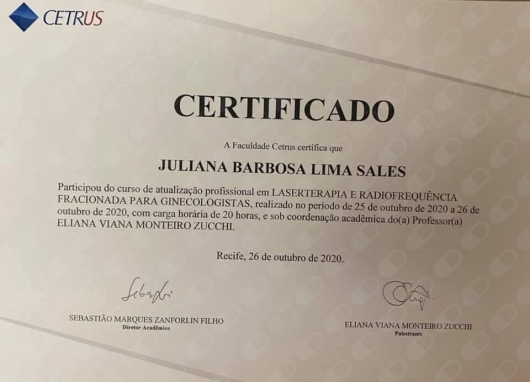 CETRUS
CERTIFICADO
A Faculdade Cetrus certifica que
JULIANA BARBOSA LIMA SALES
Participou do curso de atualização profissional em LASERTERAPIA E RADIOFREQUÊNCIA
FRACIONADA PARA GINECOLOGISTAS, realizado no período de 25 de outubro de 2020 a 26 de
outubro de 2020, com carga horária de 20 horas, e sob coordenação acadêmica do(a) Professor(a)
ELIANA VIANA MONTEIRO ZUCCHI.
Recife, 26 de outubro de 2020.
SEBASTIÃO MARQUES ZANFORLIN FILHO
Diretor Acadêmico
ELIANA VIANA MONTEIRO ZUCCHI
Palestrante